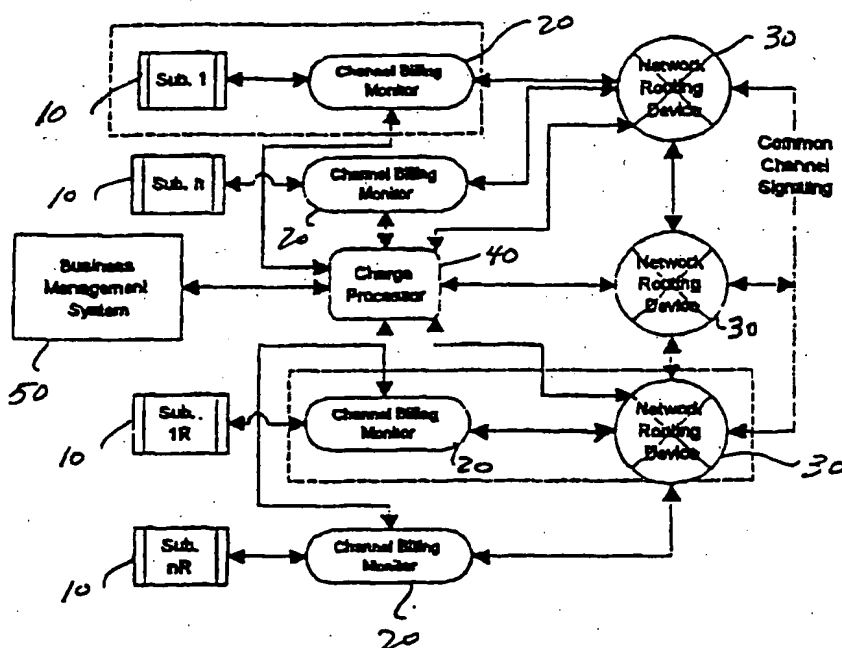 20
30
Sub. 1
Channel Billing
Monitor
Network
Routing
Device
10
Common
Channel
Signaling
Sub. n
Channel Billing
Monitor
10
20
40
Business
Management
System
Charge
Processor
Network
Routing
Device
30
50
Sub.
1R
Channel Billing
Monitor
Network
Routing
Device
10
20
30
Sub.
nR
Channel Billing
Monitor
10
20